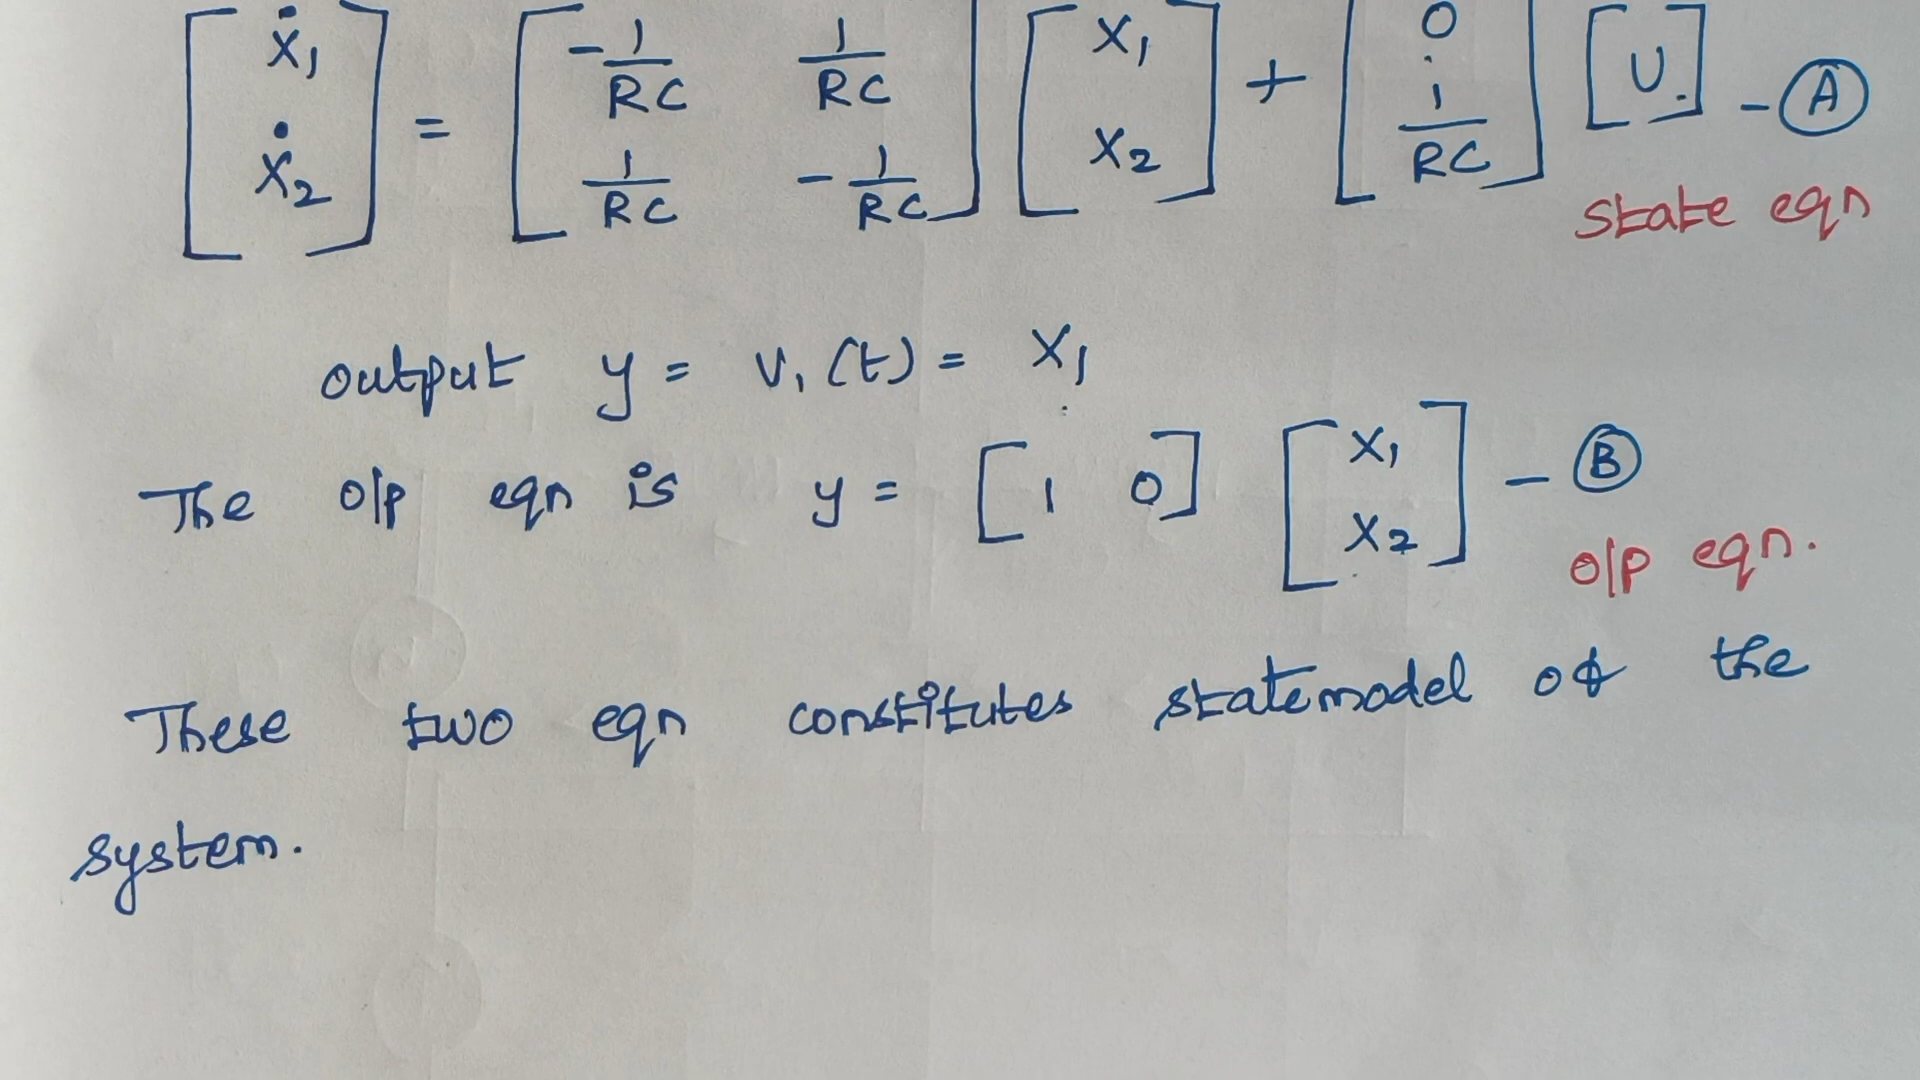 [ẋ₁ ẋ₂] = [-1/RC 1/RC 1/RC -1/RC] [x₁ x₂] + [0 1/RC] [U] - Ⓐ
state eqn
output y = v₁(t) = x₁
The o/p eqn is y = [1 0] [x₁ x₂] - Ⓑ
o/p eqn.
These two eqn constitutes statemodel of the
system.